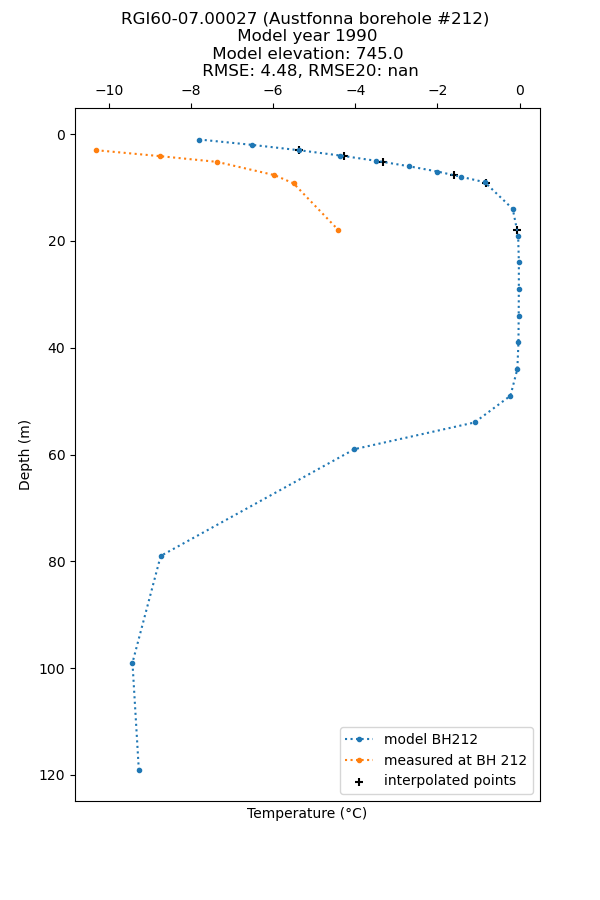 RGI60-07.00027 (Austfonna borehole #212)
Model year 1990
Model elevation: 745.0
RMSE: 4.48, RMSE20: nan
−10 −8 −6 −4 −2 0
0
20
40
60
80
100
120
Depth (m)
model BH212
measured at BH 212
interpolated points
Temperature (°C)